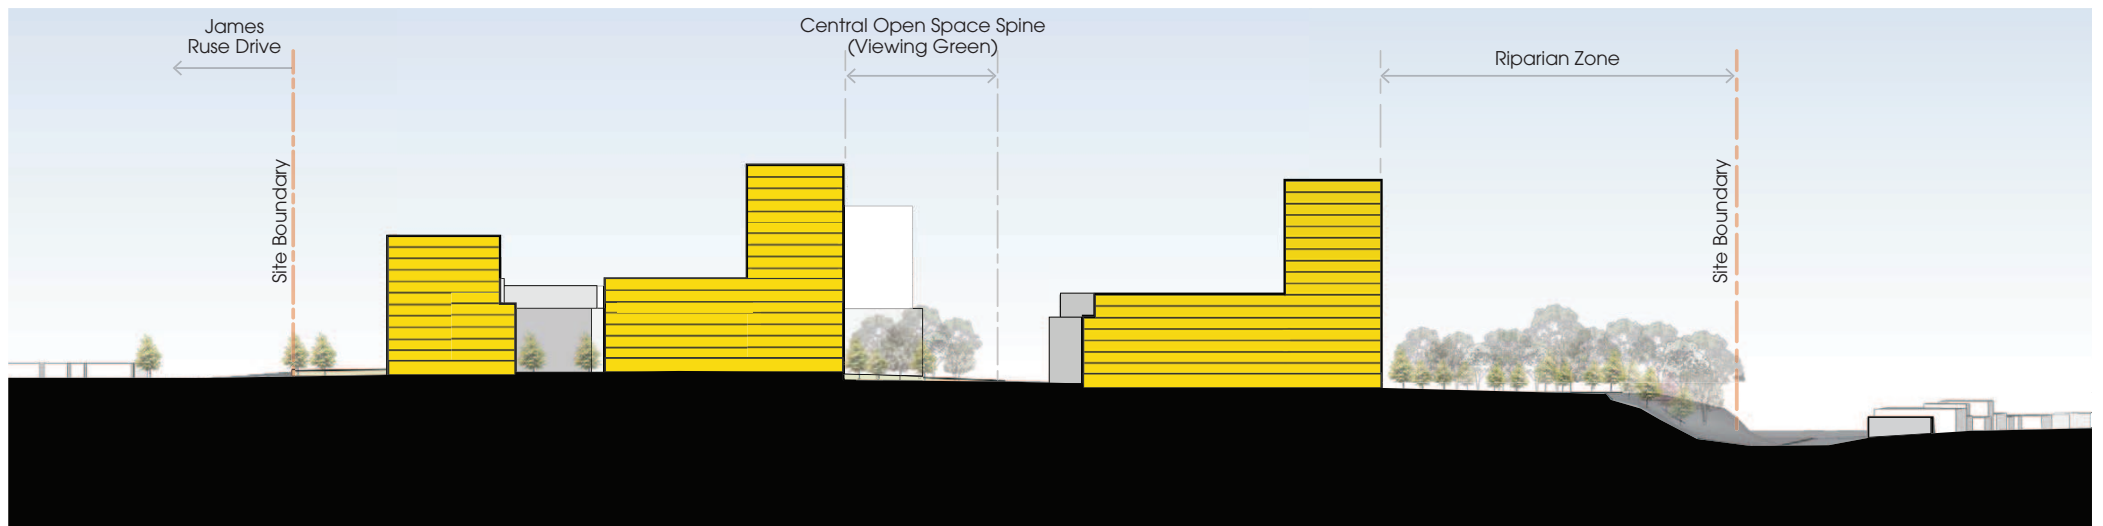 James
Ruse Drive
Central Open Space Spine
(Viewing Green)
Riparian Zone
Site Boundary
Site Boundary